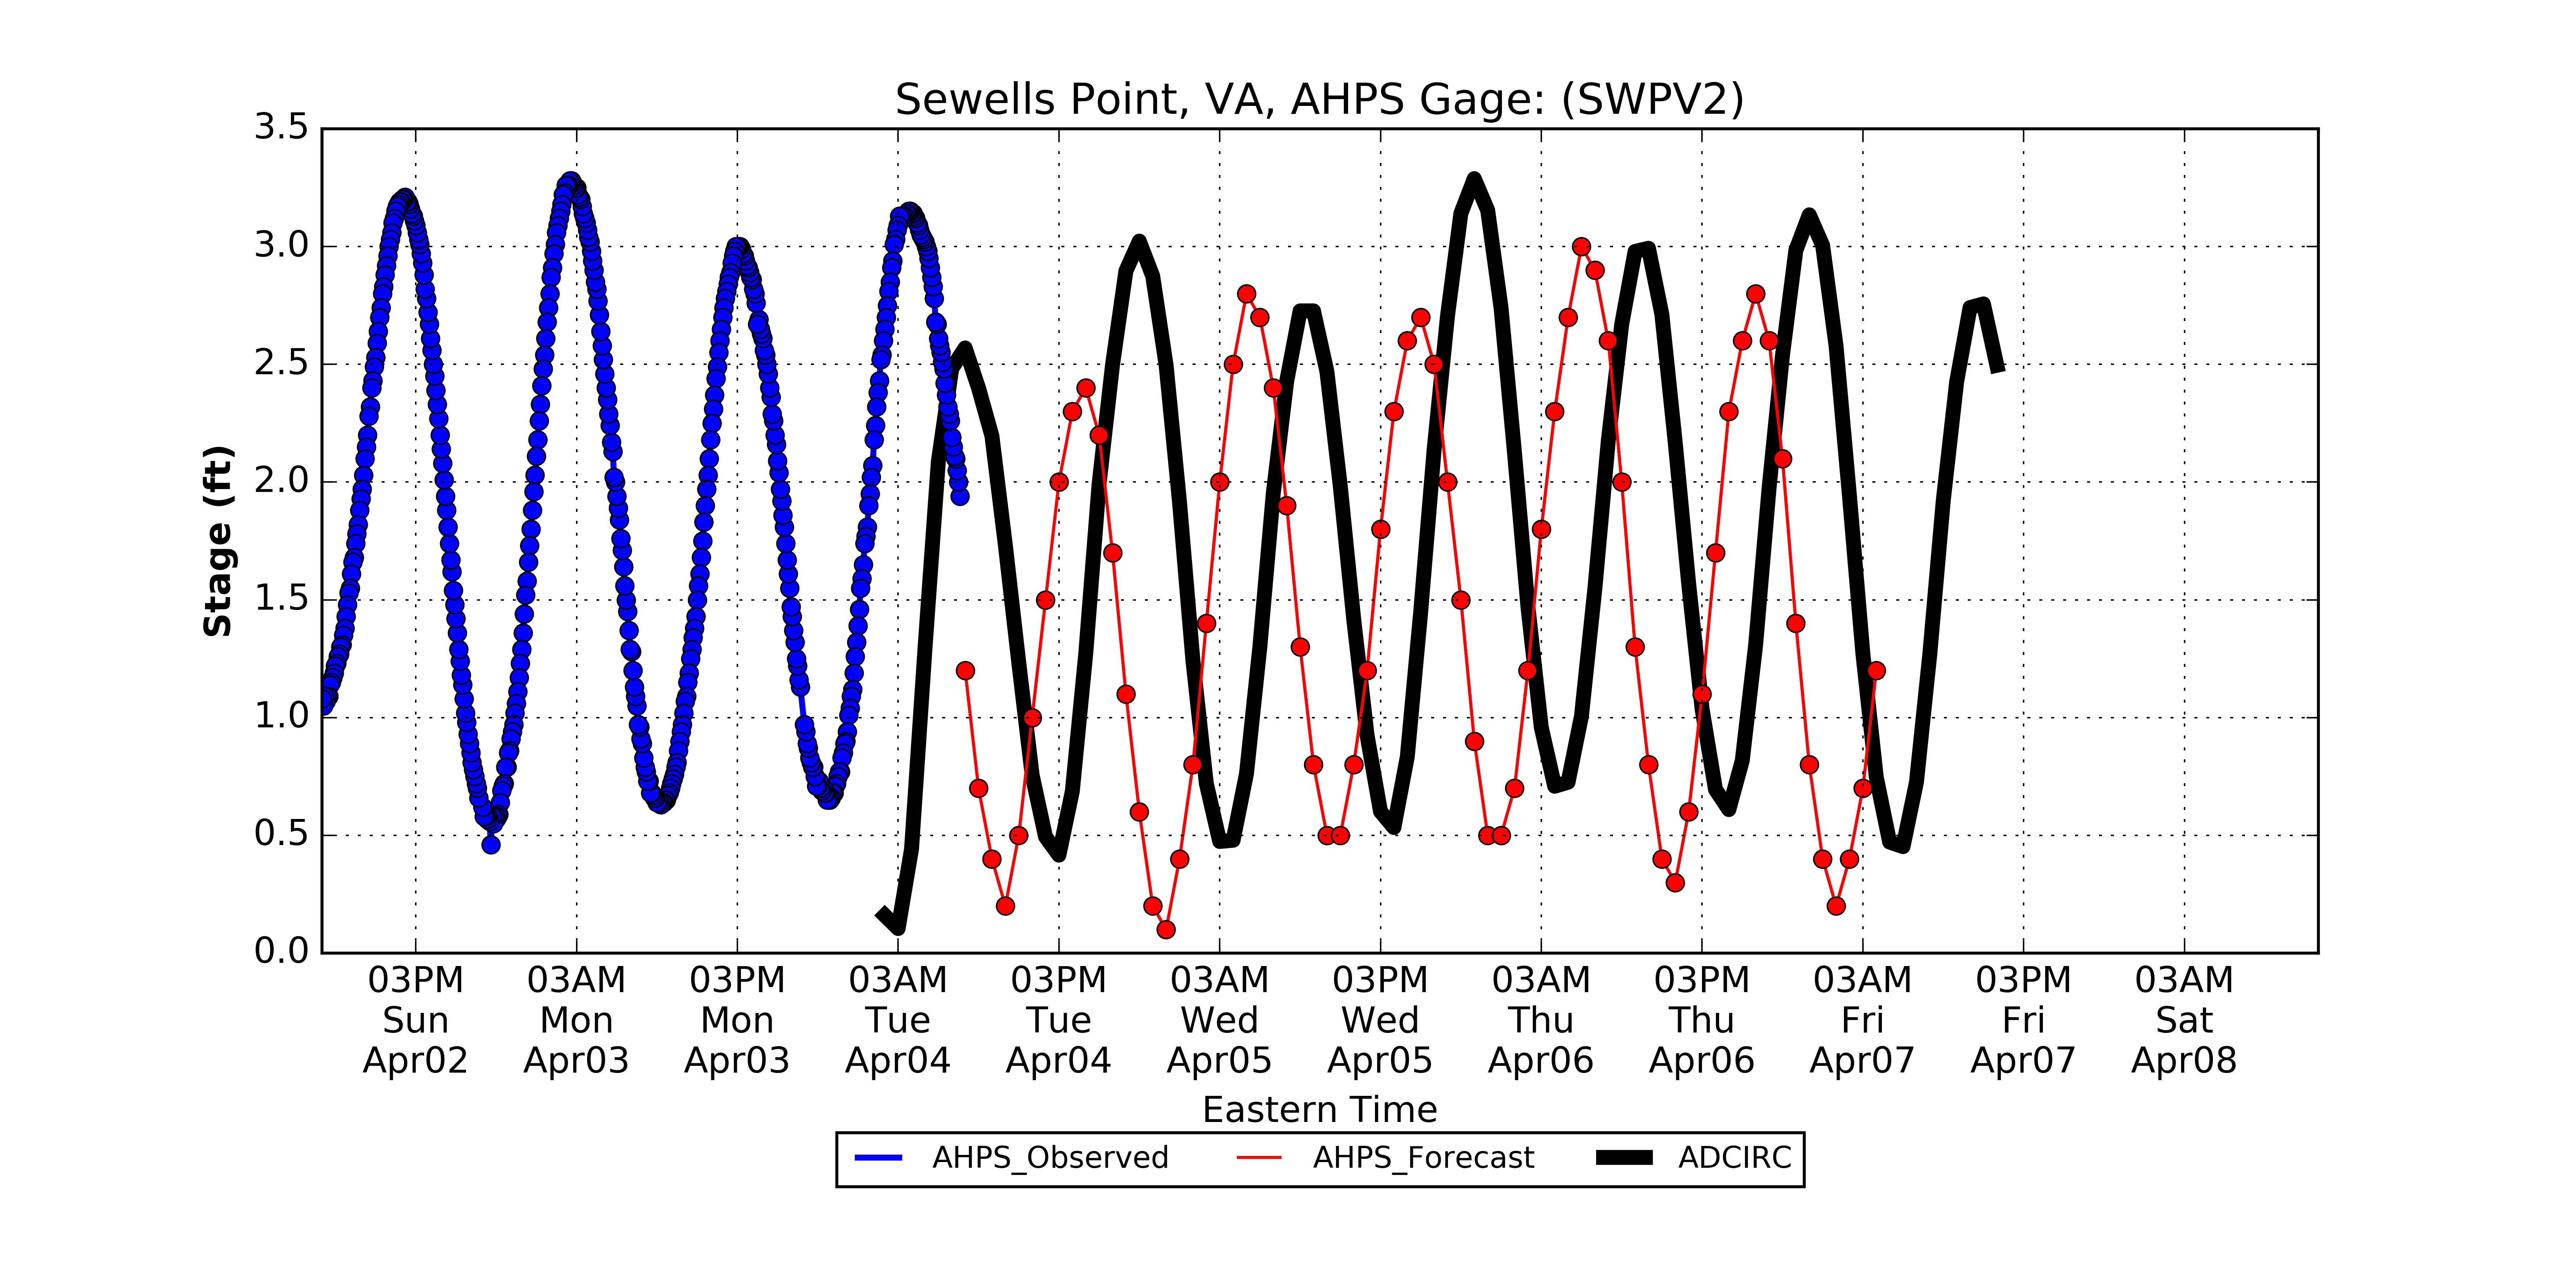 Sewells Point, VA, AHPS Gage: (SWPV2)
3.5
3.0
2.5
2.0
1.5
1.0
0.5
0.0
Stage (ft)
03PM 03AM 03PM 03AM 03PM 03AM 03PM 03AM 03PM 03AM 03PM 03AM
Sun Mon Mon Tue Tue Wed Wed Thu Thu Fri Fri Sat
Apr02 Apr03 Apr03 Apr04 Apr04 Apr05 Apr05 Apr06 Apr06 Apr07 Apr07 Apr08
Eastern Time
AHPS_Observed AHPS_Forecast ADCIRC